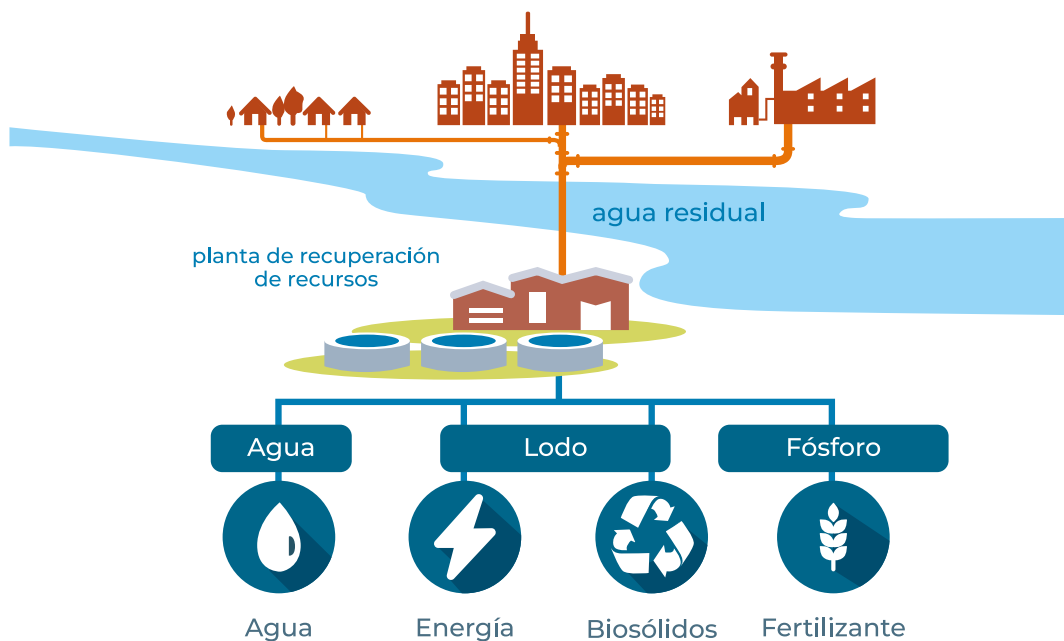 agua residual
planta de recuperación
de recursos
Agua
Lodo
Fósforo
Agua
Energía
Biosólidos
Fertilizante